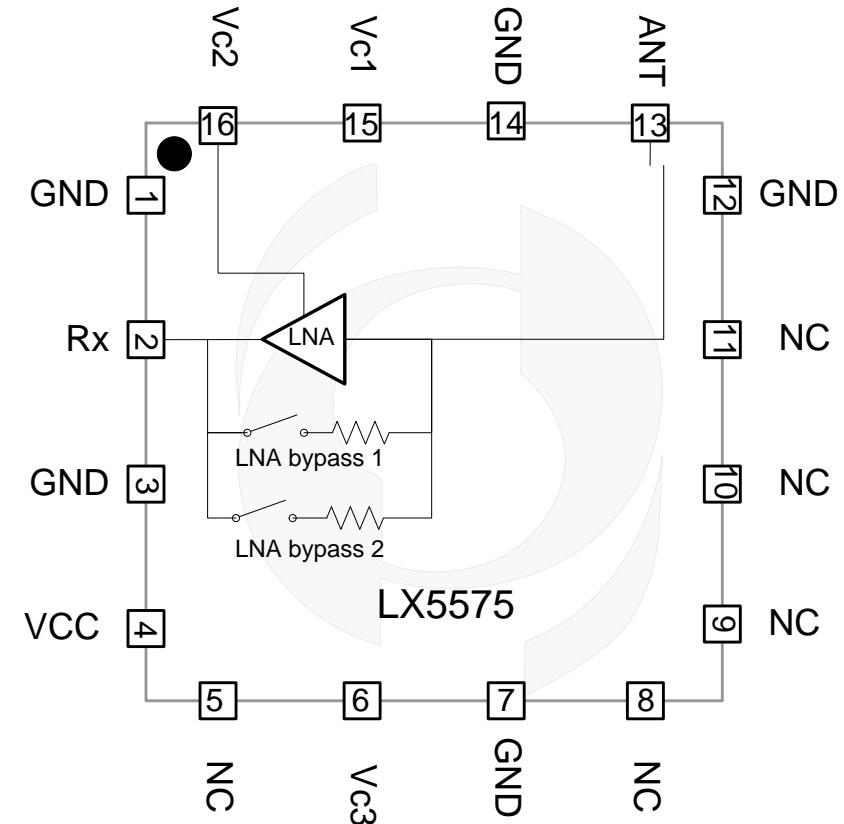 Vc2
Vc1
GND
ANT
16
15
14
13
GND
1
12
GND
Rx
2
LNA
11
NC
LNA bypass 1
GND
3
10
NC
LNA bypass 2
LX5575
VCC
4
9
NC
5
6
7
8
NC
Vc3
GND
NC